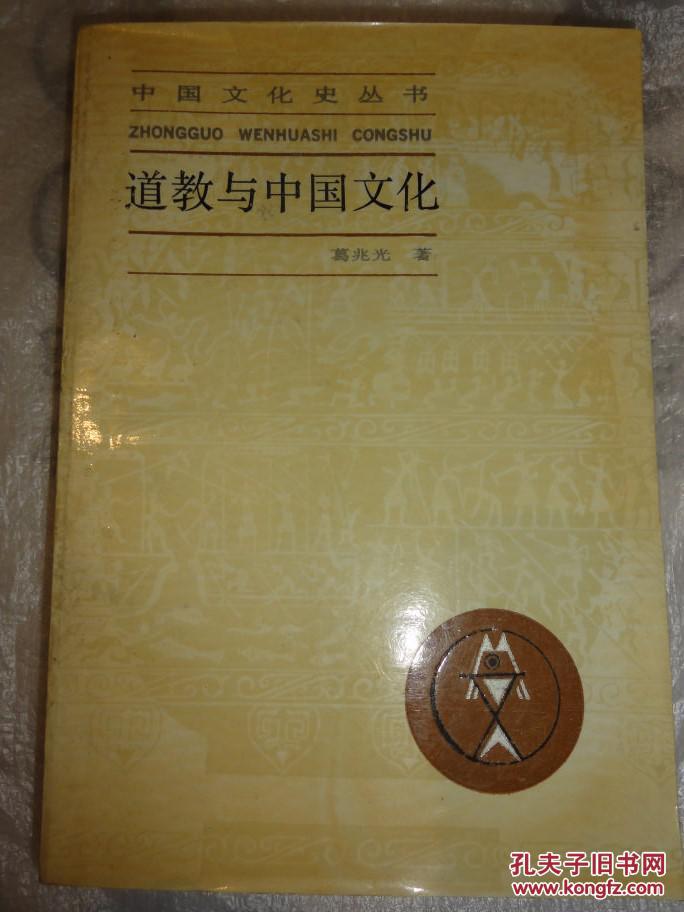 中国文化史丛书
ZHONGGUO WENHUASHI CONGSHU
道教与中国文化
葛兆光 著
孔夫子旧书网
www.kongfz.com